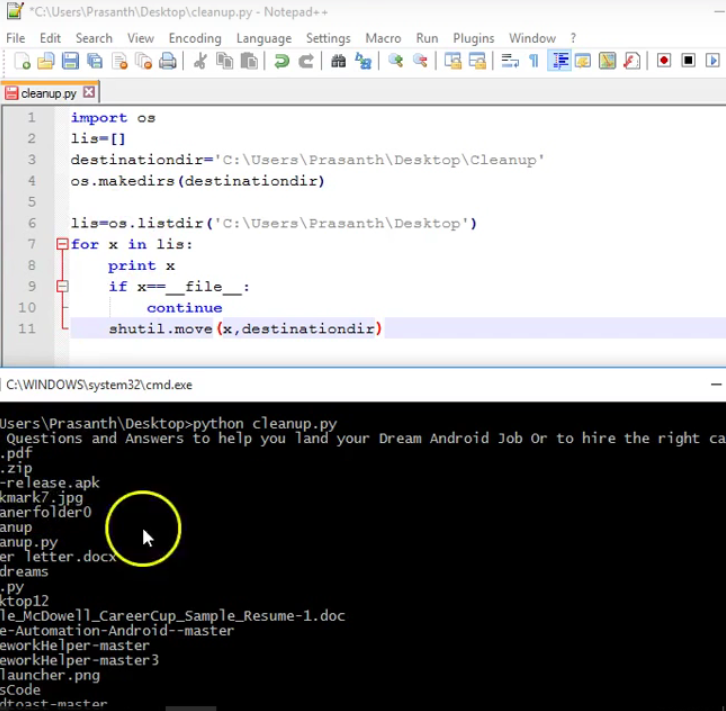 *C:\Users\Prasanth\Desktop\cleanup.py - Notepad++
File Edit Search View Encoding Language Settings Macro Run Plugins Window ?
cleanup.py
1 import os
2 lis=[]
3 destinationdir='C:\Users\Prasanth\Desktop\Cleanup'
4 os.makedirs(destinationdir)
5
6 lis=os.listdir('C:\Users\Prasanth\Desktop')
7 for x in lis:
8 print x
9 if x==__file__:
10 continue
11 shutil.move(x,destinationdir)
C:\WINDOWS\system32\cmd.exe
Users\Prasanth\Desktop>python cleanup.py
Questions and Answers to help you land your Dream Android Job Or to hire the right ca
.pdf
.zip
-release.apk
kmark7.jpg
anerfolder0
anup
anup.py
er letter.docx
dreams
.py
ktop12
le_McDowell_CareerCup_Sample_Resume-1.doc
e-Automation-Android--master
eworkHelper-master
eworkHelper-master3
launcher.png
sCode
dtoast-master